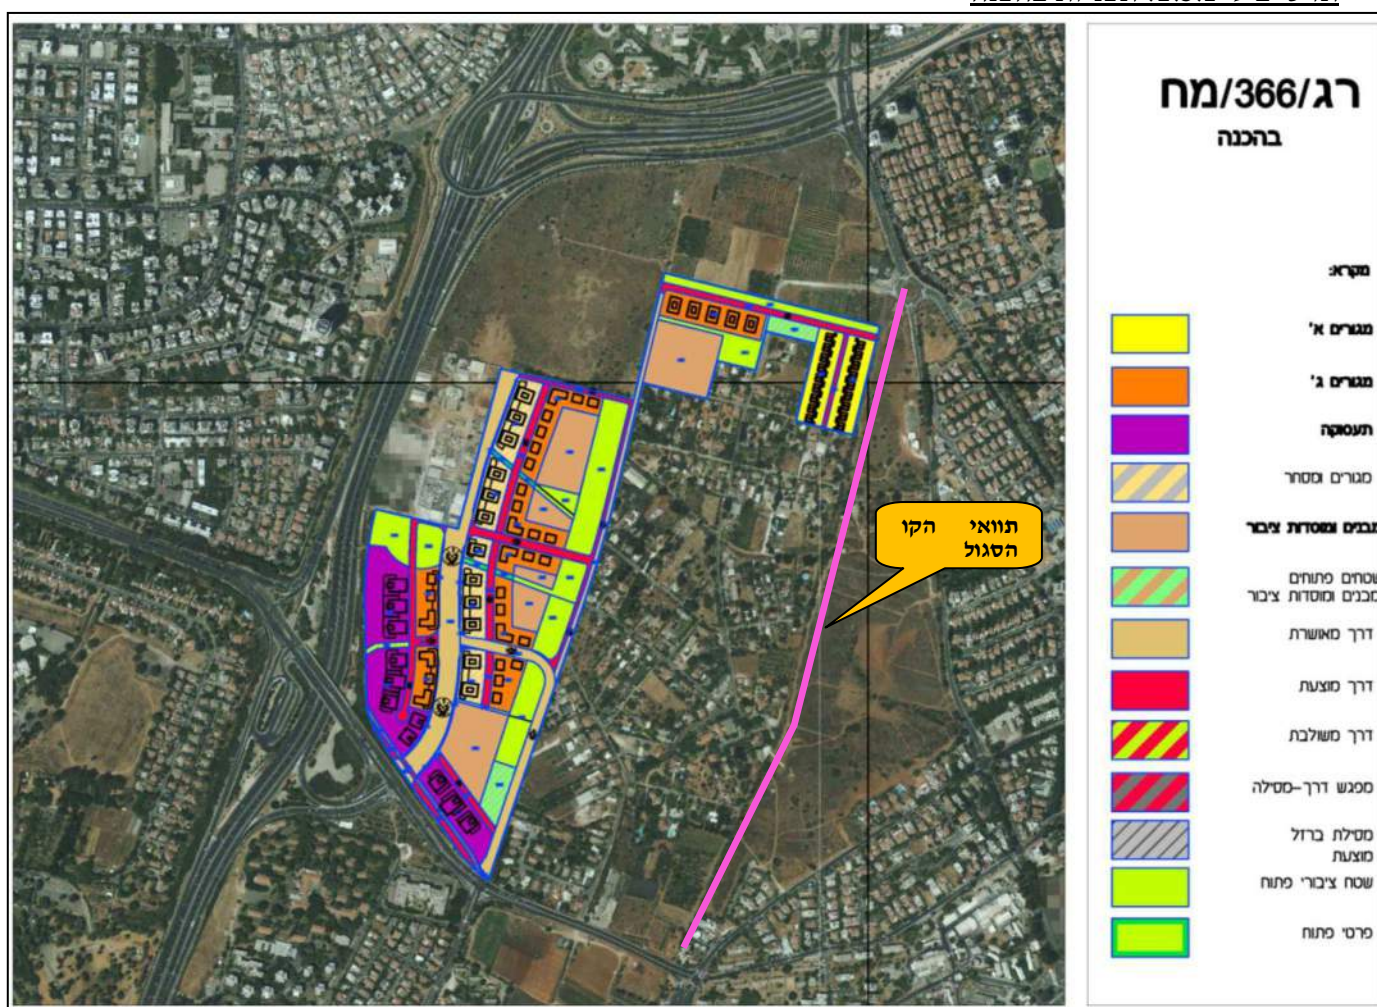 רג/366/מח
בהכנה
מקרא:
מגורים א'
מגורים ג'
תעסוקה
מגורים ומסחר
מבנים ומוסדות ציבור
שטחים פתוחים
מבנים ומוסדות ציבור
דרך מאושרת
דרך מוצעת
דרך משולבת
מפגש דרך-מסילה
מסילת ברזל
מוצעת
שטח ציבורי פתוח
פרטי פתוח
תוואי הקו
הסגול